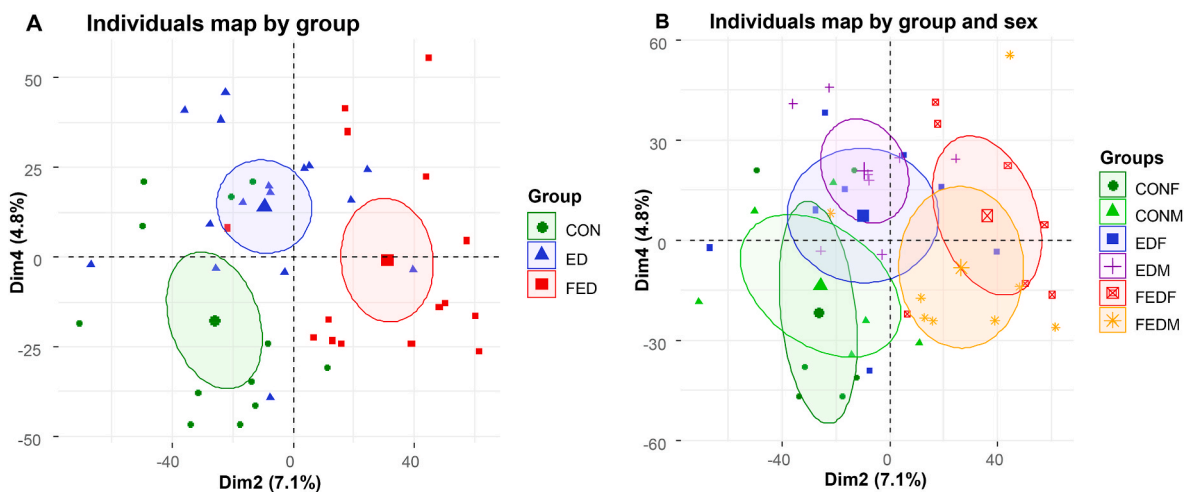 A
Individuals map by group
50
25
0
-25
-50
Dim4 (4.8%)
-40
0
40
Dim2 (7.1%)
Group
CON
ED
FED
B
Individuals map by group and sex
60
30
0
-30
-60
Dim4 (4.8%)
-40
0
40
Dim2 (7.1%)
Groups
CONF
CONM
EDF
EDM
FEDF
FEDM